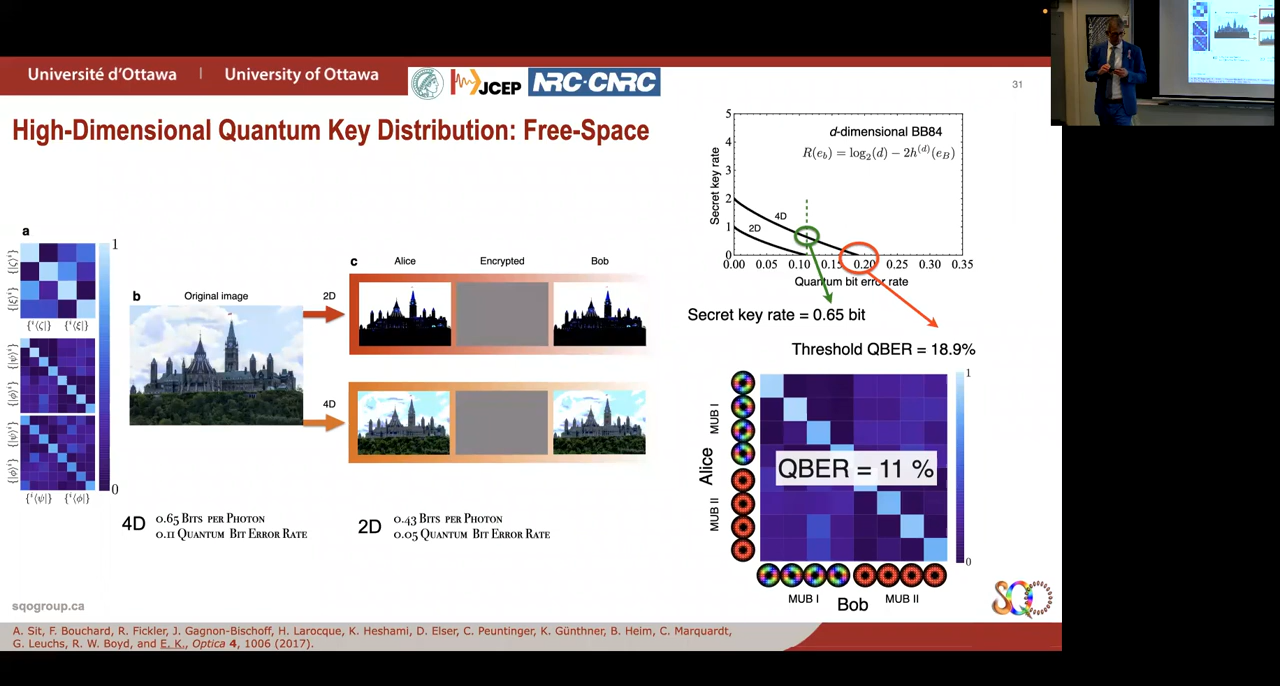 Université d'Ottawa | University of Ottawa
JCEP
NRC·CNRC
31
High-Dimensional Quantum Key Distribution: Free-Space
a
1
0
{|ζ⟩ⁱ}
{|ξ⟩ⁱ}
{ⁱ⟨ζ|} {ⁱ⟨ξ|}
{|ψ⟩ⁱ}
{|ϕ⟩ⁱ}
{|ψ⟩ⁱ}
{|ϕ⟩ⁱ}
{ⁱ⟨ψ|} {ⁱ⟨ϕ|}
b
Original image
2D
4D
c
Alice Encrypted Bob
4D
0.65 Bits per Photon
0.11 Quantum Bit Error Rate
2D
0.43 Bits per Photon
0.05 Quantum Bit Error Rate
Secret key rate
5
4
3
2
1
0
d-dimensional BB84
R(e_b) = log₂(d) − 2h^(d)(e_B)
4D
2D
0.00 0.05 0.10 0.15 0.20 0.25 0.30 0.35
Quantum bit error rate
Secret key rate = 0.65 bit
Threshold QBER = 18.9%
Alice
MUB I
MUB II
QBER = 11 %
1
0
MUB I MUB II
Bob
SQO
sqogroup.ca
A. Sit, F. Bouchard, R. Fickler, J. Gagnon-Bischoff, H. Larocque, K. Heshami, D. Elser, C. Peuntinger, K. Günthner, B. Heim, C. Marquardt,
G. Leuchs, R. W. Boyd, and E. K., Optica 4, 1006 (2017).